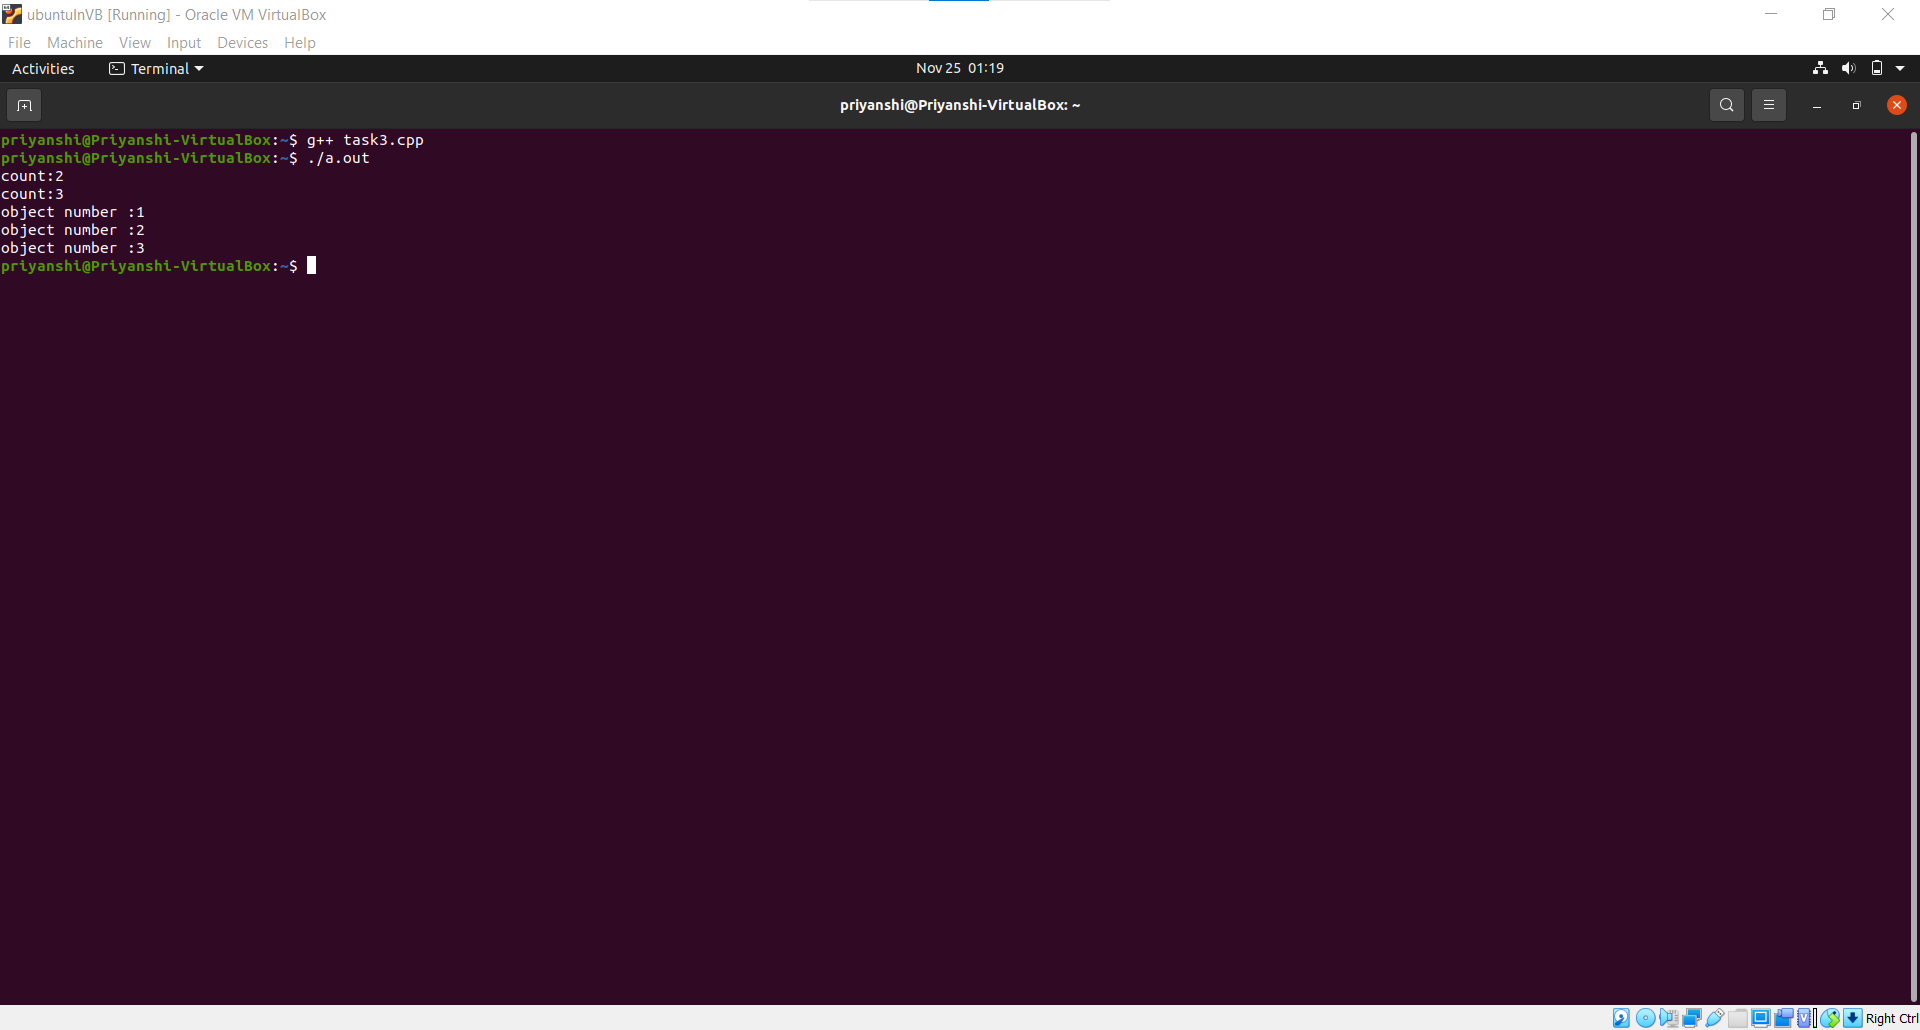 ubuntuInVB [Running] - Oracle VM VirtualBox
File Machine View Input Devices Help
Activities Terminal Nov 25 01:19
priyanshi@Priyanshi-VirtualBox: ~
priyanshi@Priyanshi-VirtualBox:~$ g++ task3.cpp
priyanshi@Priyanshi-VirtualBox:~$ ./a.out
count:2
count:3
object number :1
object number :2
object number :3
priyanshi@Priyanshi-VirtualBox:~$
Right Ctrl